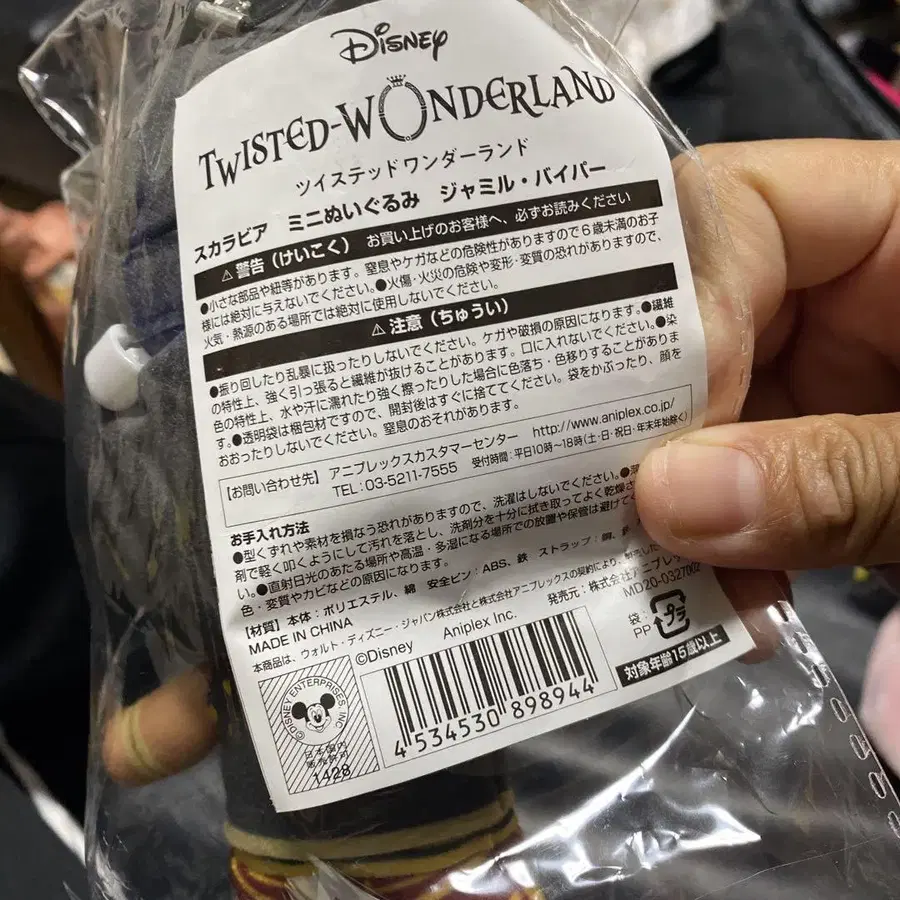 Disney
TWISTED-WONDERLAND
ツイステッドワンダーランド
スカラビア ミニぬいぐるみ ジャミル・バイパー
⚠警告（けいこく） お買い上げのお客様へ、必ずお読みください
●小さな部品や紐等があります。窒息やケガなどの危険性がありますので6歳未満のお子
様には絶対に与えないでください。●火傷・火災の危険や変形・変質の恐れがありますので、
火気・熱源のある場所では絶対に使用しないでください。
⚠注意（ちゅうい）
●振り回したり乱暴に扱ったりしないでください。ケガや破損の原因になります。●繊維
の特性上、強く引っ張ると繊維が抜けることがあります。口に入れないでください。●染
色の特性上、水や汗に濡れたり強く擦ったりした場合に色落ち・色移りすることがありま
す。●透明袋は梱包材ですので、開封後はすぐに捨ててください。袋をかぶったり、顔を
おおったりしないでください。窒息のおそれがあります。
【お問い合わせ先】 アニプレックスカスタマーセンター http://www.aniplex.co.jp/
TEL：03-5211-7555 受付時間：平日10時～18時（土・日・祝日・年末年始除く）
お手入れ方法
●型くずれや素材を損なう恐れがありますので、洗濯はしないでください。●
剤で軽く叩くようにして汚れを落とし、洗剤分を十分に拭き取ってよく乾燥さ
い。●直射日光のあたる場所や高温・多湿になる場所での放置や保管は避けて
色・変質やカビなどの原因になります。
【材質】本体：ポリエステル、綿 安全ピン：ABS、鉄 ストラップ：
MADE IN CHINA
本商品は、ウォルト・ディズニー・ジャパン株式会社と株式会社アニプレックスの契約により、
発売元：株式会社アニプレック
©Disney Aniplex Inc.
MD20-0327002
袋：
PP
プラ
対象年齢15歳以上
4 534530 898944
©DISNEY ENTERPRISES, INC.
日本国内
販売許可
1428